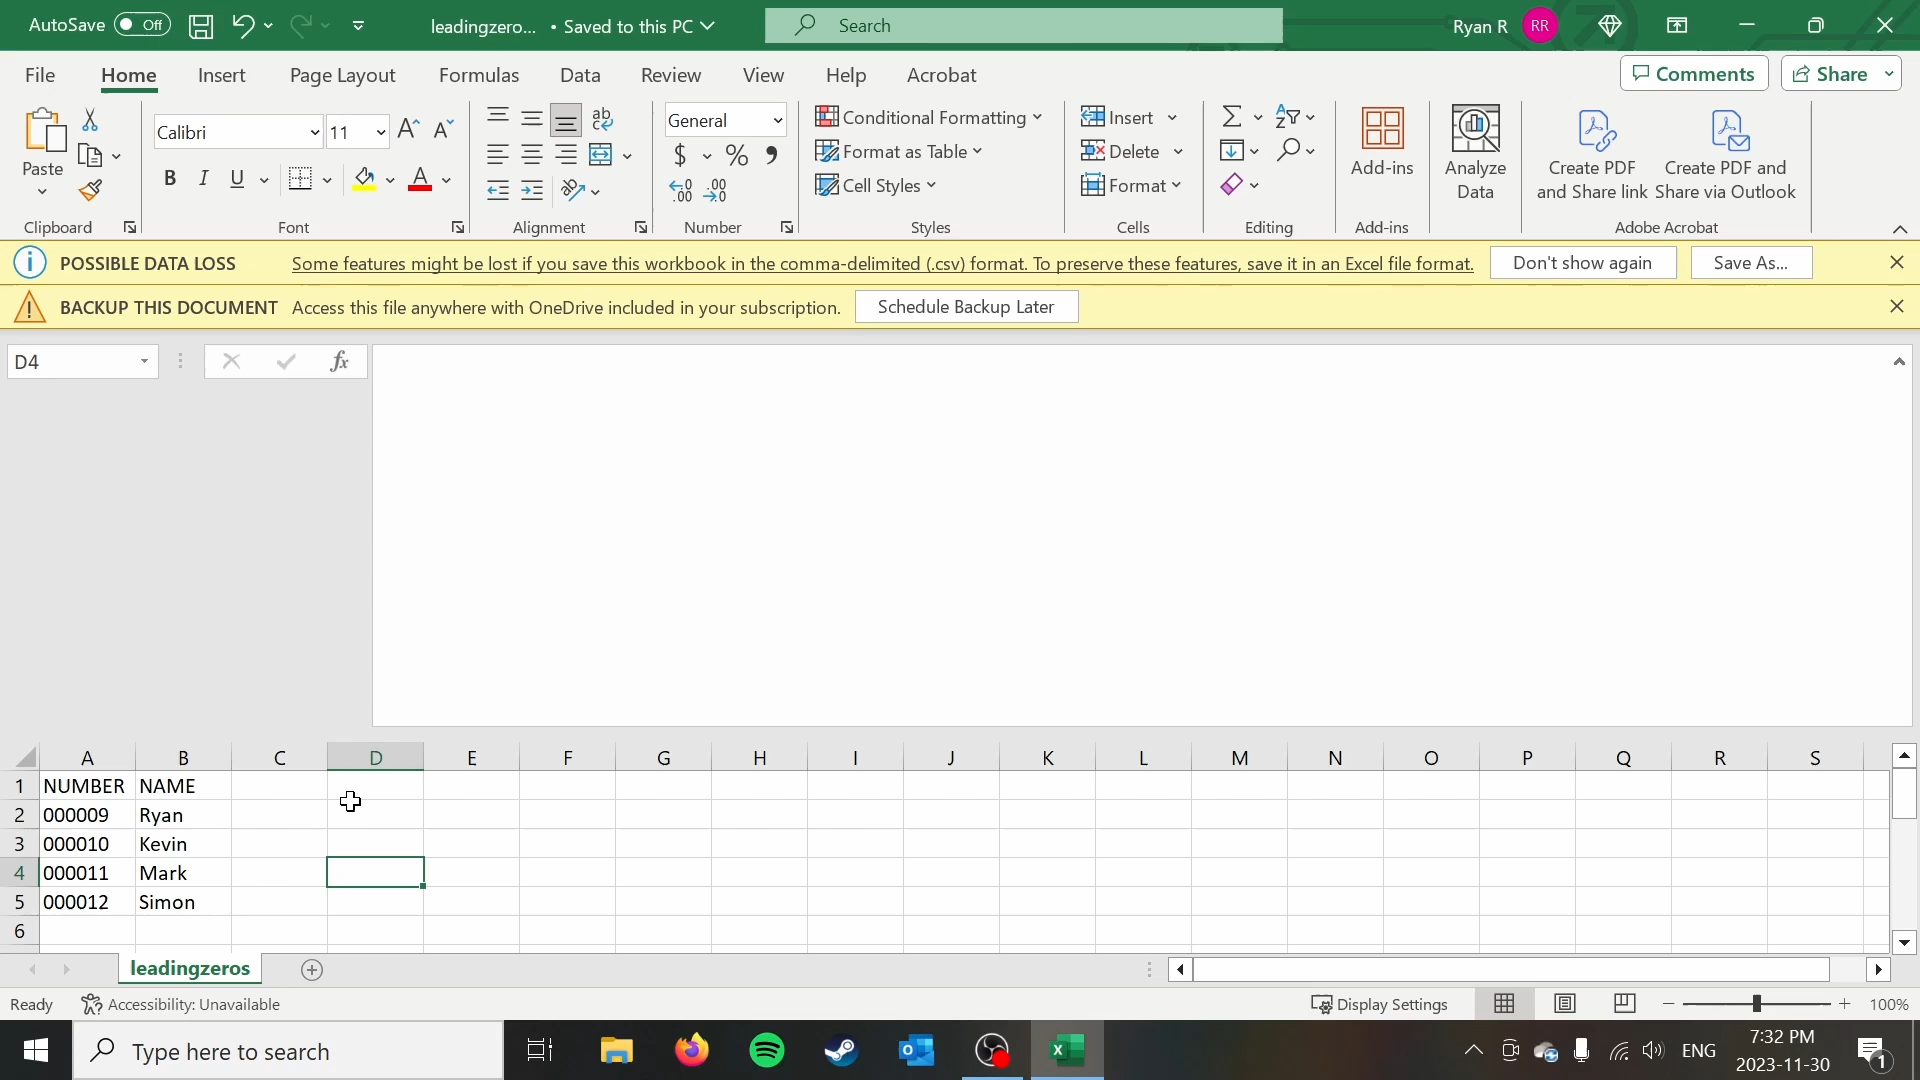 AutoSave Off leadingzero... • Saved to this PC Search Ryan R RR
File Home Insert Page Layout Formulas Data Review View Help Acrobat Comments Share
Paste Calibri 11 General Conditional Formatting Insert
B I U $ % Format as Table Delete
Cell Styles Format
Add-ins Analyze Data Create PDF and Share link Create PDF and Share via Outlook
Clipboard Font Alignment Number Styles Cells Editing Add-ins Adobe Acrobat
POSSIBLE DATA LOSS Some features might be lost if you save this workbook in the comma-delimited (.csv) format. To preserve these features, save it in an Excel file format. Don't show again Save As...
BACKUP THIS DOCUMENT Access this file anywhere with OneDrive included in your subscription. Schedule Backup Later
D4 fx
A B C D E F G H I J K L M N O P Q R S
1 NUMBER NAME
2 000009 Ryan
3 000010 Kevin
4 000011 Mark
5 000012 Simon
6
leadingzeros
Ready Accessibility: Unavailable Display Settings 100%
Type here to search ENG 7:32 PM
2023-11-30 1